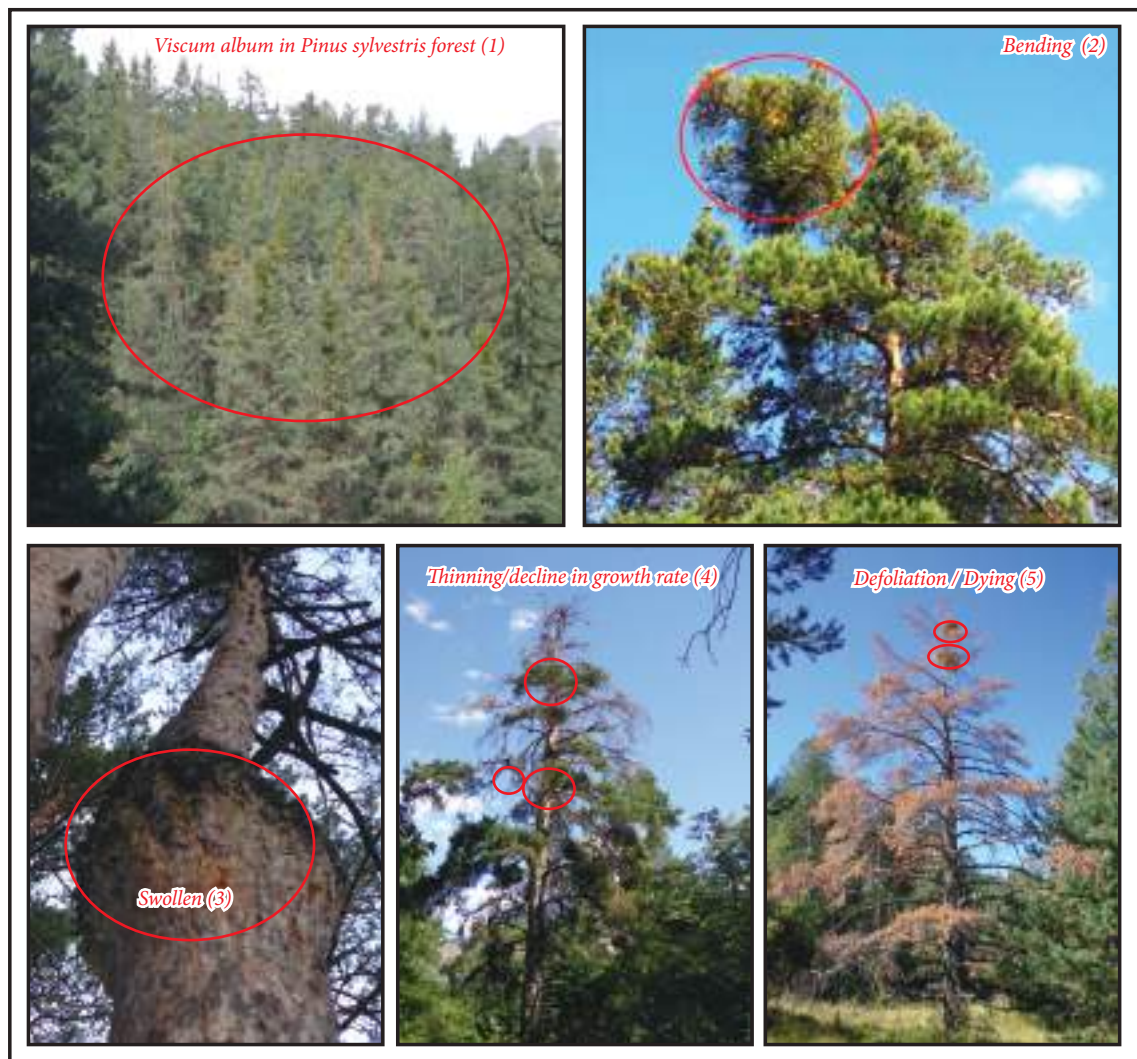 Viscum album in Pinus sylvestris forest (1)
Bending (2)
Swollen (3)
Thinning/decline in growth rate (4)
Defoliation / Dying (5)